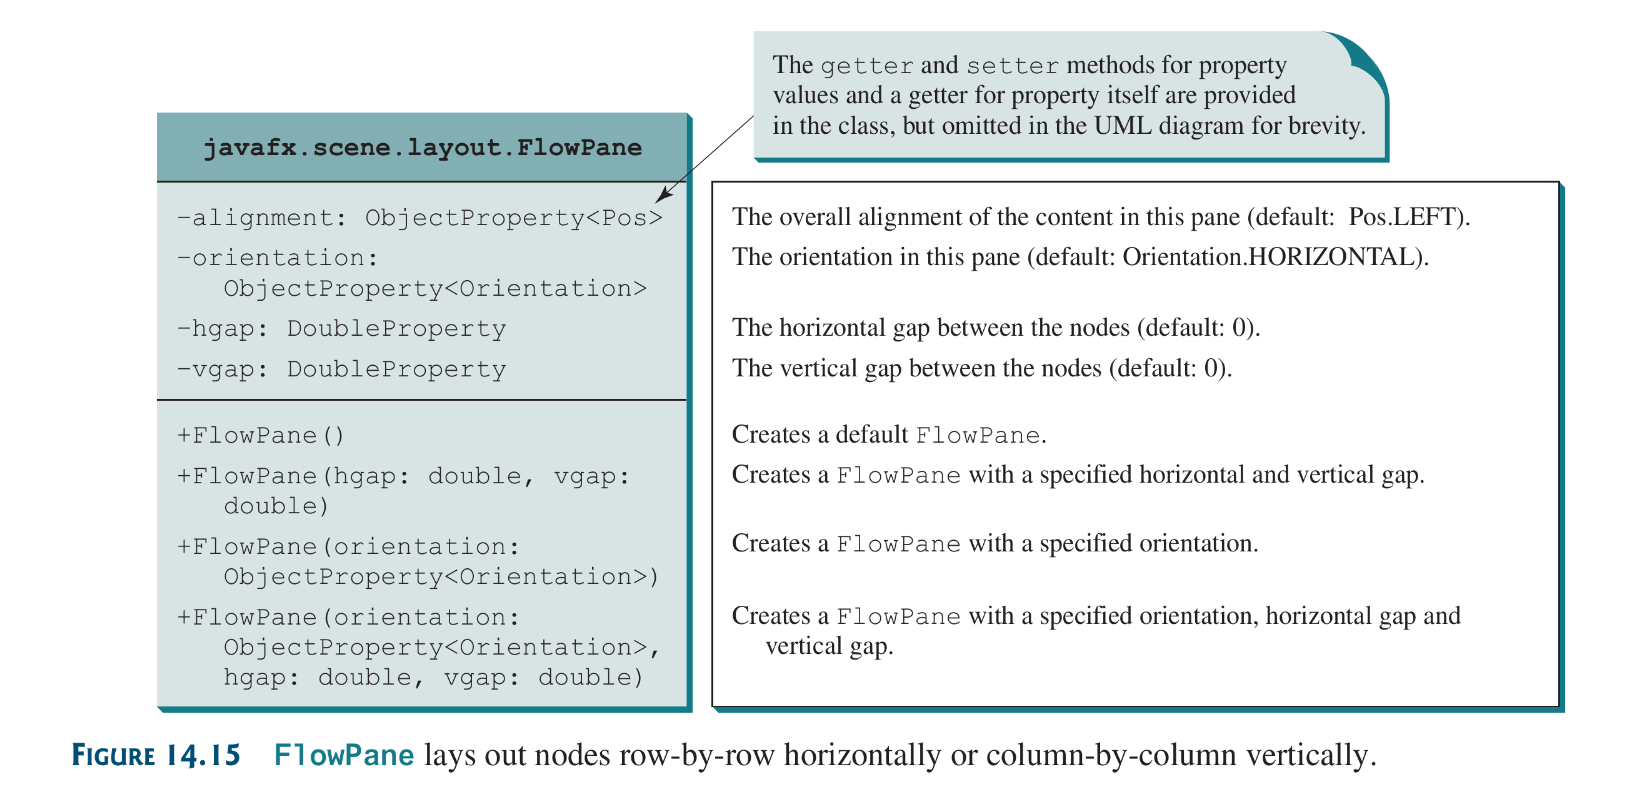 The getter and setter methods for property
values and a getter for property itself are provided
in the class, but omitted in the UML diagram for brevity.
javafx.scene.layout.FlowPane
-alignment: ObjectProperty<Pos>
The overall alignment of the content in this pane (default: Pos.LEFT).
-orientation:
ObjectProperty<Orientation>
The orientation in this pane (default: Orientation.HORIZONTAL).
-hgap: DoubleProperty
The horizontal gap between the nodes (default: 0).
-vgap: DoubleProperty
The vertical gap between the nodes (default: 0).
+FlowPane()
Creates a default FlowPane.
+FlowPane(hgap: double, vgap:
double)
Creates a FlowPane with a specified horizontal and vertical gap.
+FlowPane(orientation:
ObjectProperty<Orientation>)
Creates a FlowPane with a specified orientation.
+FlowPane(orientation:
ObjectProperty<Orientation>,
hgap: double, vgap: double)
Creates a FlowPane with a specified orientation, horizontal gap and
vertical gap.
FIGURE 14.15 FlowPane lays out nodes row-by-row horizontally or column-by-column vertically.